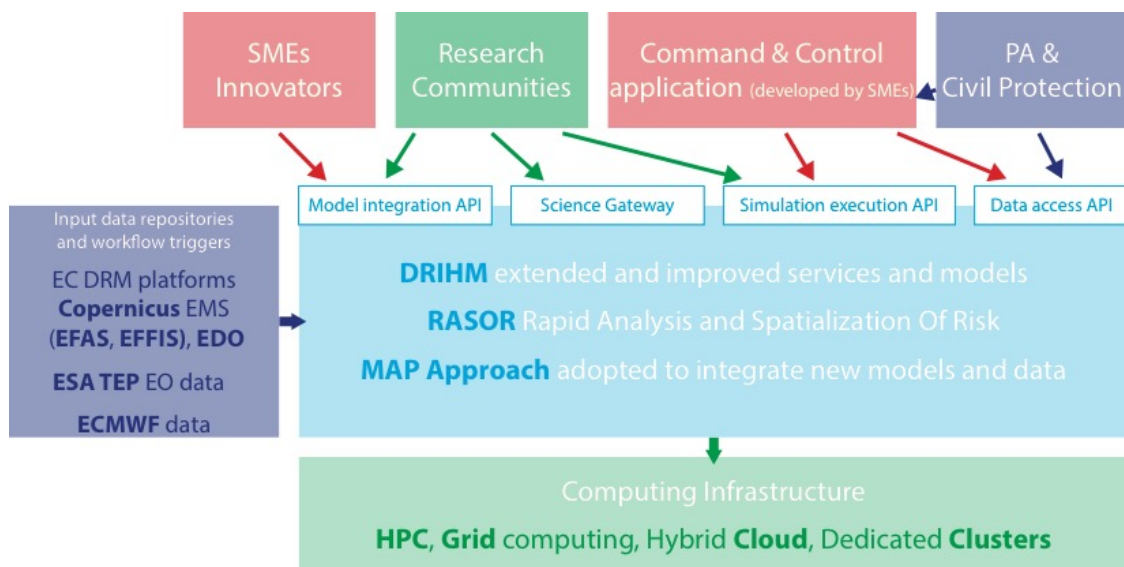 SMEs
Innovators
Research
Communities
Command & Control
application (developed by SMEs)
PA &
Civil Protection
Model integration API
Science Gateway
Simulation execution API
Data access API
Input data repositories
and workflow triggers
EC DRM platforms
Copernicus EMS
(EFAS, EFFIS), EDO
ESA TEP EO data
ECMWF data
DRIHM extended and improved services and models
RASOR Rapid Analysis and Spatialization Of Risk
MAP Approach adopted to integrate new models and data
Computing Infrastructure
HPC, Grid computing, Hybrid Cloud, Dedicated Clusters